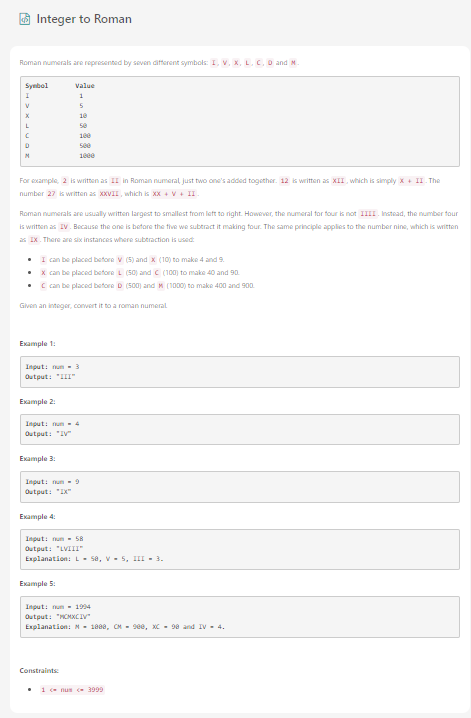 Integer to Roman
Roman numerals are represented by seven different symbols: I, V, X, L, C, D and M.
Symbol Value
I 1
V 5
X 10
L 50
C 100
D 500
M 1000
For example, 2 is written as II in Roman numeral, just two one's added together. 12 is written as XII, which is simply X + II. The
number 27 is written as XXVII, which is XX + V + II.
Roman numerals are usually written largest to smallest from left to right. However, the numeral for four is not IIII. Instead, the number four
is written as IV. Because the one is before the five we subtract it making four. The same principle applies to the number nine, which is written
as IX. There are six instances where subtraction is used:
• I can be placed before V (5) and X (10) to make 4 and 9.
• X can be placed before L (50) and C (100) to make 40 and 90.
• C can be placed before D (500) and M (1000) to make 400 and 900.
Given an integer, convert it to a roman numeral.
Example 1:
Input: num = 3
Output: "III"
Example 2:
Input: num = 4
Output: "IV"
Example 3:
Input: num = 9
Output: "IX"
Example 4:
Input: num = 58
Output: "LVIII"
Explanation: L = 50, V = 5, III = 3.
Example 5:
Input: num = 1994
Output: "MCMXCIV"
Explanation: M = 1000, CM = 900, XC = 90 and IV = 4.
Constraints:
• 1 <= num <= 3999